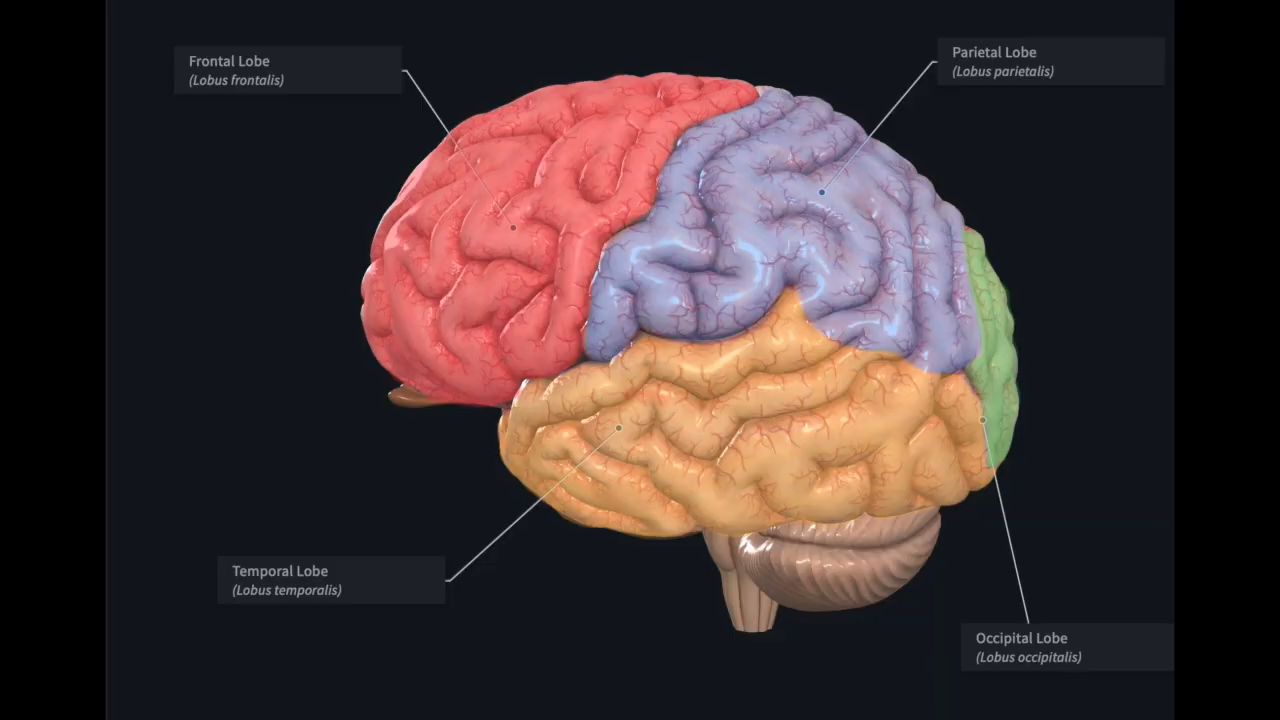 Frontal Lobe
(Lobus frontalis)
Parietal Lobe
(Lobus parietalis)
Temporal Lobe
(Lobus temporalis)
Occipital Lobe
(Lobus occipitalis)